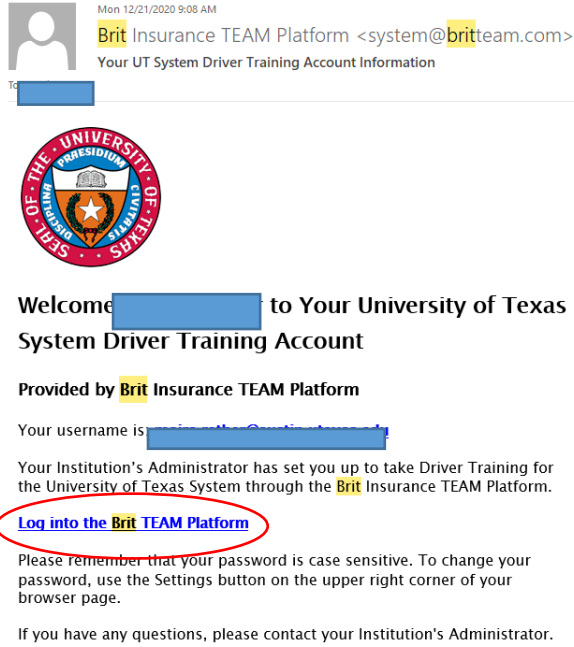 Mon 12/21/2020 9:08 AM
Brit Insurance TEAM Platform <system@britteam.com>
Your UT System Driver Training Account Information
To
SEAL · OF · THE · UNIVERSITY · OF · TEXAS
PRAESIDIUM
DISCIPLINA CIVITATIS
Welcome to Your University of Texas
System Driver Training Account
Provided by Brit Insurance TEAM Platform
Your username is:
Your Institution's Administrator has set you up to take Driver Training for
the University of Texas System through the Brit Insurance TEAM Platform.
Log into the Brit TEAM Platform
Please remember that your password is case sensitive. To change your
password, use the Settings button on the upper right corner of your
browser page.
If you have any questions, please contact your Institution's Administrator.